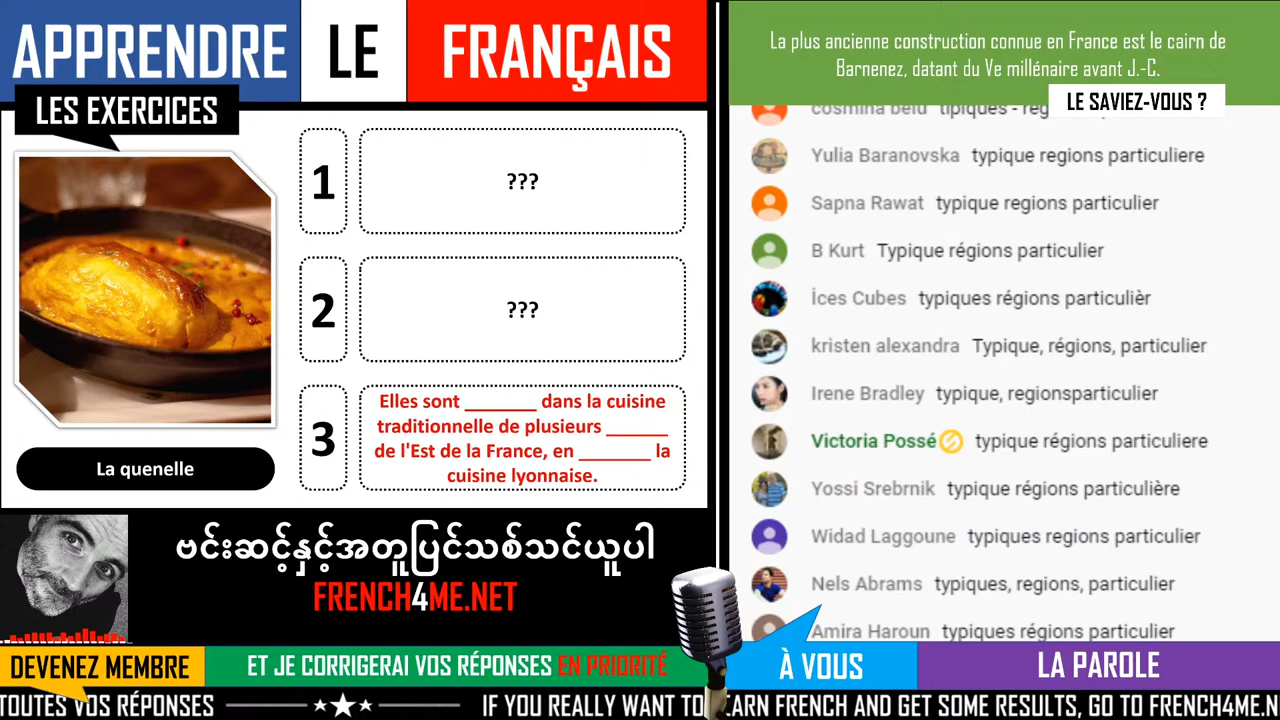 APPRENDRE LE FRANÇAIS
LES EXERCICES
La quenelle
1
???
2
???
3
Elles sont _______ dans la cuisine
traditionnelle de plusieurs ______
de l'Est de la France, en _______ la
cuisine lyonnaise.
ဗင်းဆင့်နှင့်အတူပြင်သစ်သင်ယူပါ
FRENCH4ME.NET
DEVENEZ MEMBRE
ET JE CORRIGERAI VOS RÉPONSES EN PRIORITÉ
La plus ancienne construction connue en France est le cairn de
Barnenez, datant du Ve millénaire avant J.-C.
LE SAVIEZ-VOUS ?
cosmina belu tipiques - reg
Yulia Baranovska typique regions particuliere
Sapna Rawat typique regions particulier
B Kurt Typique régions particulier
İces Cubes typiques régions particulièr
kristen alexandra Typique, régions, particulier
Irene Bradley typique, regionsparticulier
Victoria Possé typique régions particuliere
Yossi Srebrnik typique régions particulière
Widad Laggoune typiques regions particulier
Nels Abrams typiques, regions, particulier
Amira Haroun typiques régions particulier
À VOUS
LA PAROLE
TOUTES VOS RÉPONSES IF YOU REALLY WANT TO EARN FRENCH AND GET SOME RESULTS, GO TO FRENCH4ME.N